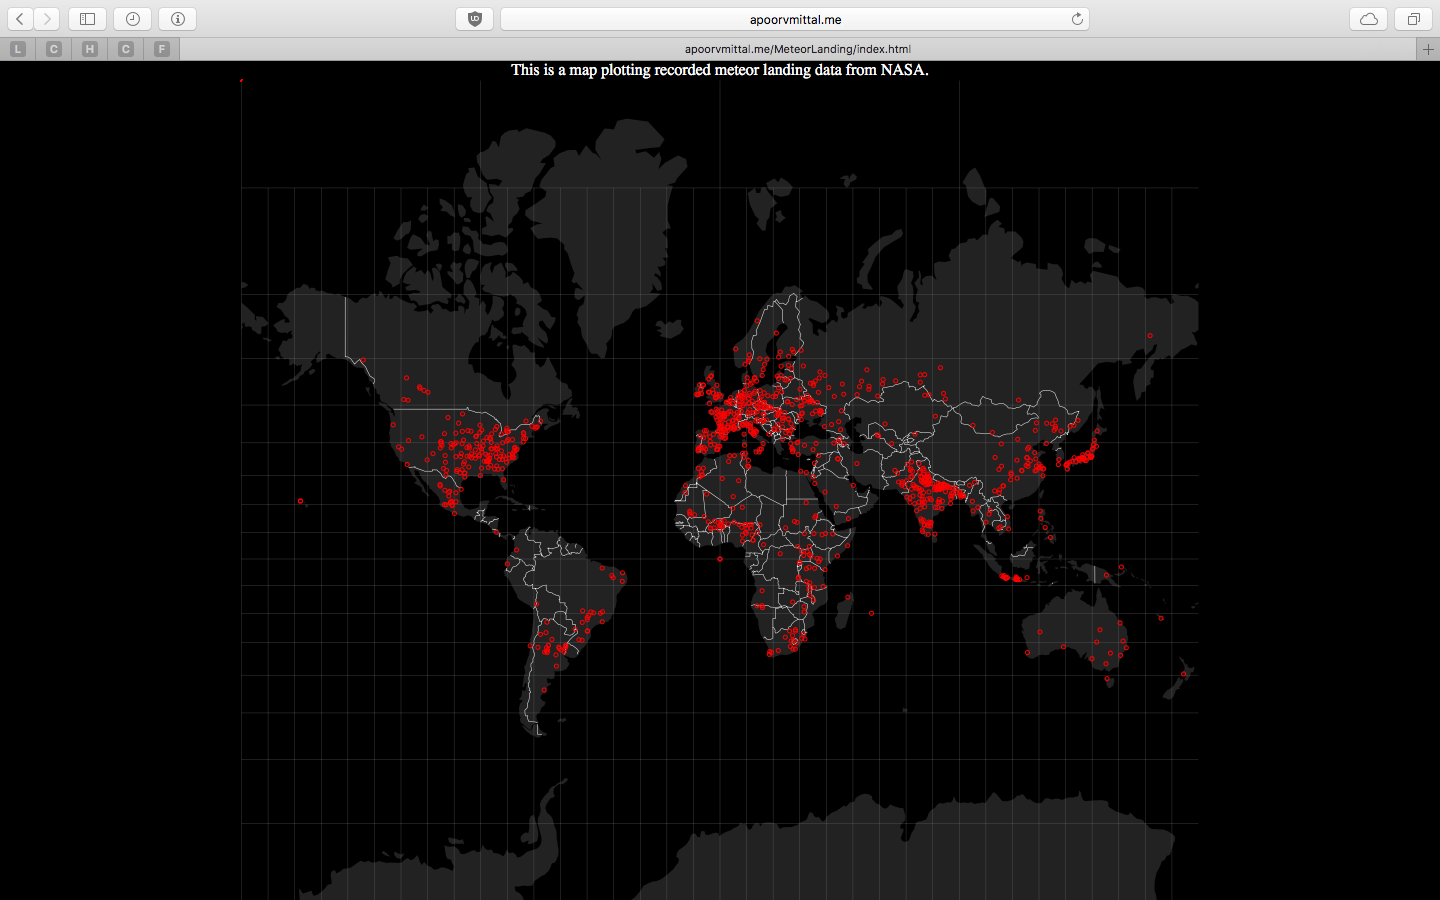 apoorvmittal.me
L C H C F apoorvmittal.me/MeteorLanding/index.html
This is a map plotting recorded meteor landing data from NASA.